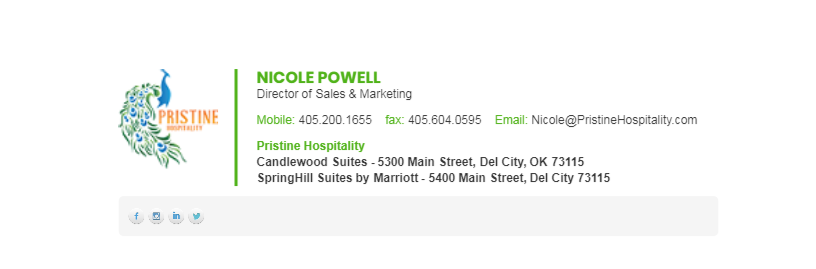 PRISTINE
HOSPITALITY
NICOLE POWELL
Director of Sales & Marketing
Mobile: 405.200.1655 fax: 405.604.0595 Email: Nicole@PristineHospitality.com
Pristine Hospitality
Candlewood Suites - 5300 Main Street, Del City, OK 73115
SpringHill Suites by Marriott - 5400 Main Street, Del City 73115